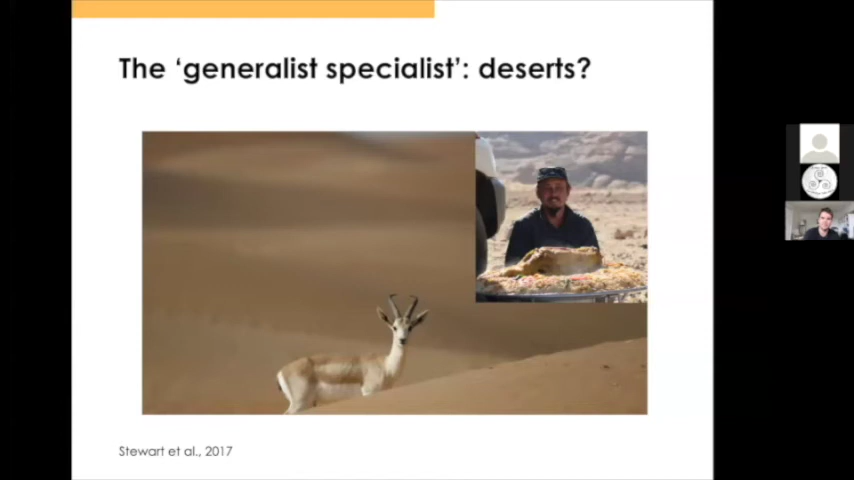 The ‘generalist specialist’: deserts?
Stewart et al., 2017